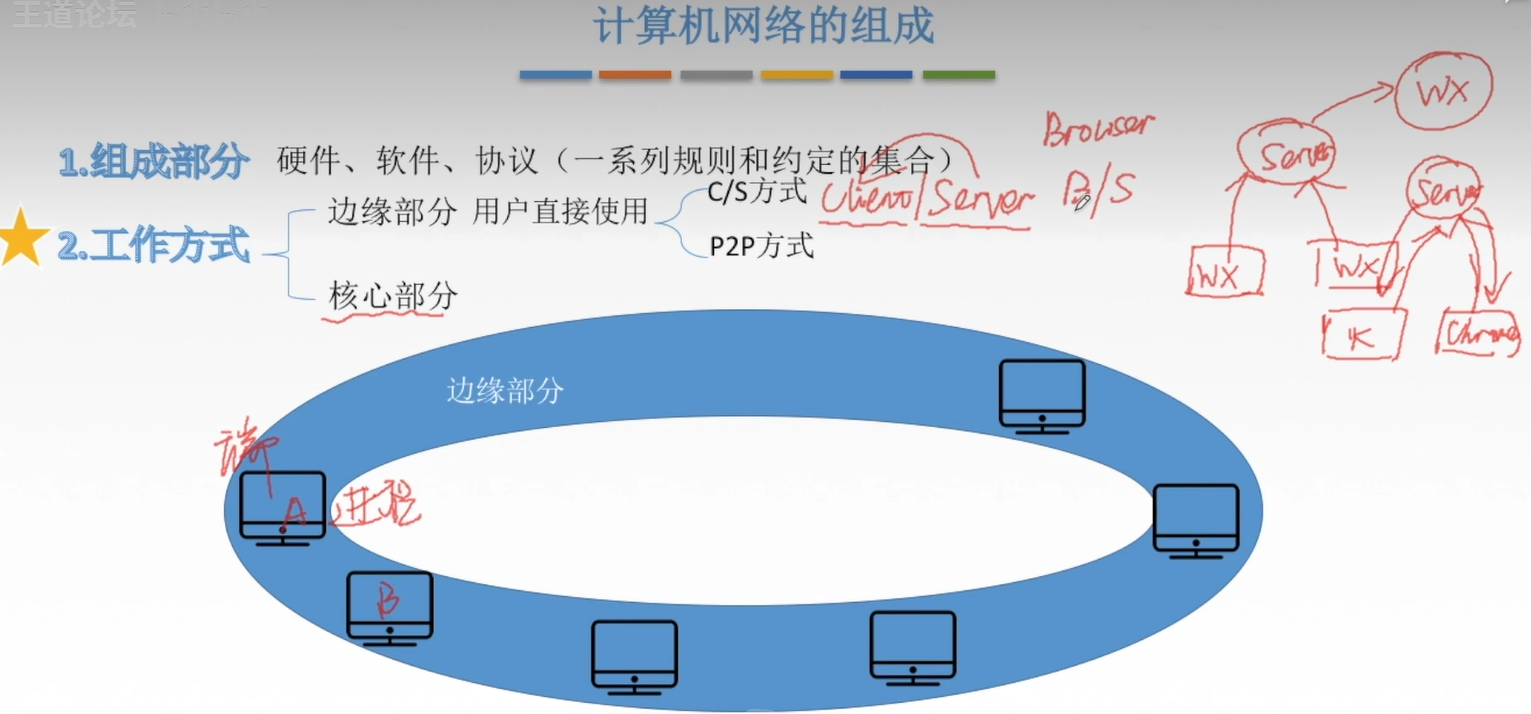 王道论坛
计算机网络的组成
1.组成部分 硬件、软件、协议（一系列规则和约定的集合）
2.工作方式
边缘部分 用户直接使用
C/S方式
P2P方式
核心部分
Client/Server
Browser
B/S
WX
Server
WX
WX
Server
K
Chrome
边缘部分
端
A
进程
B